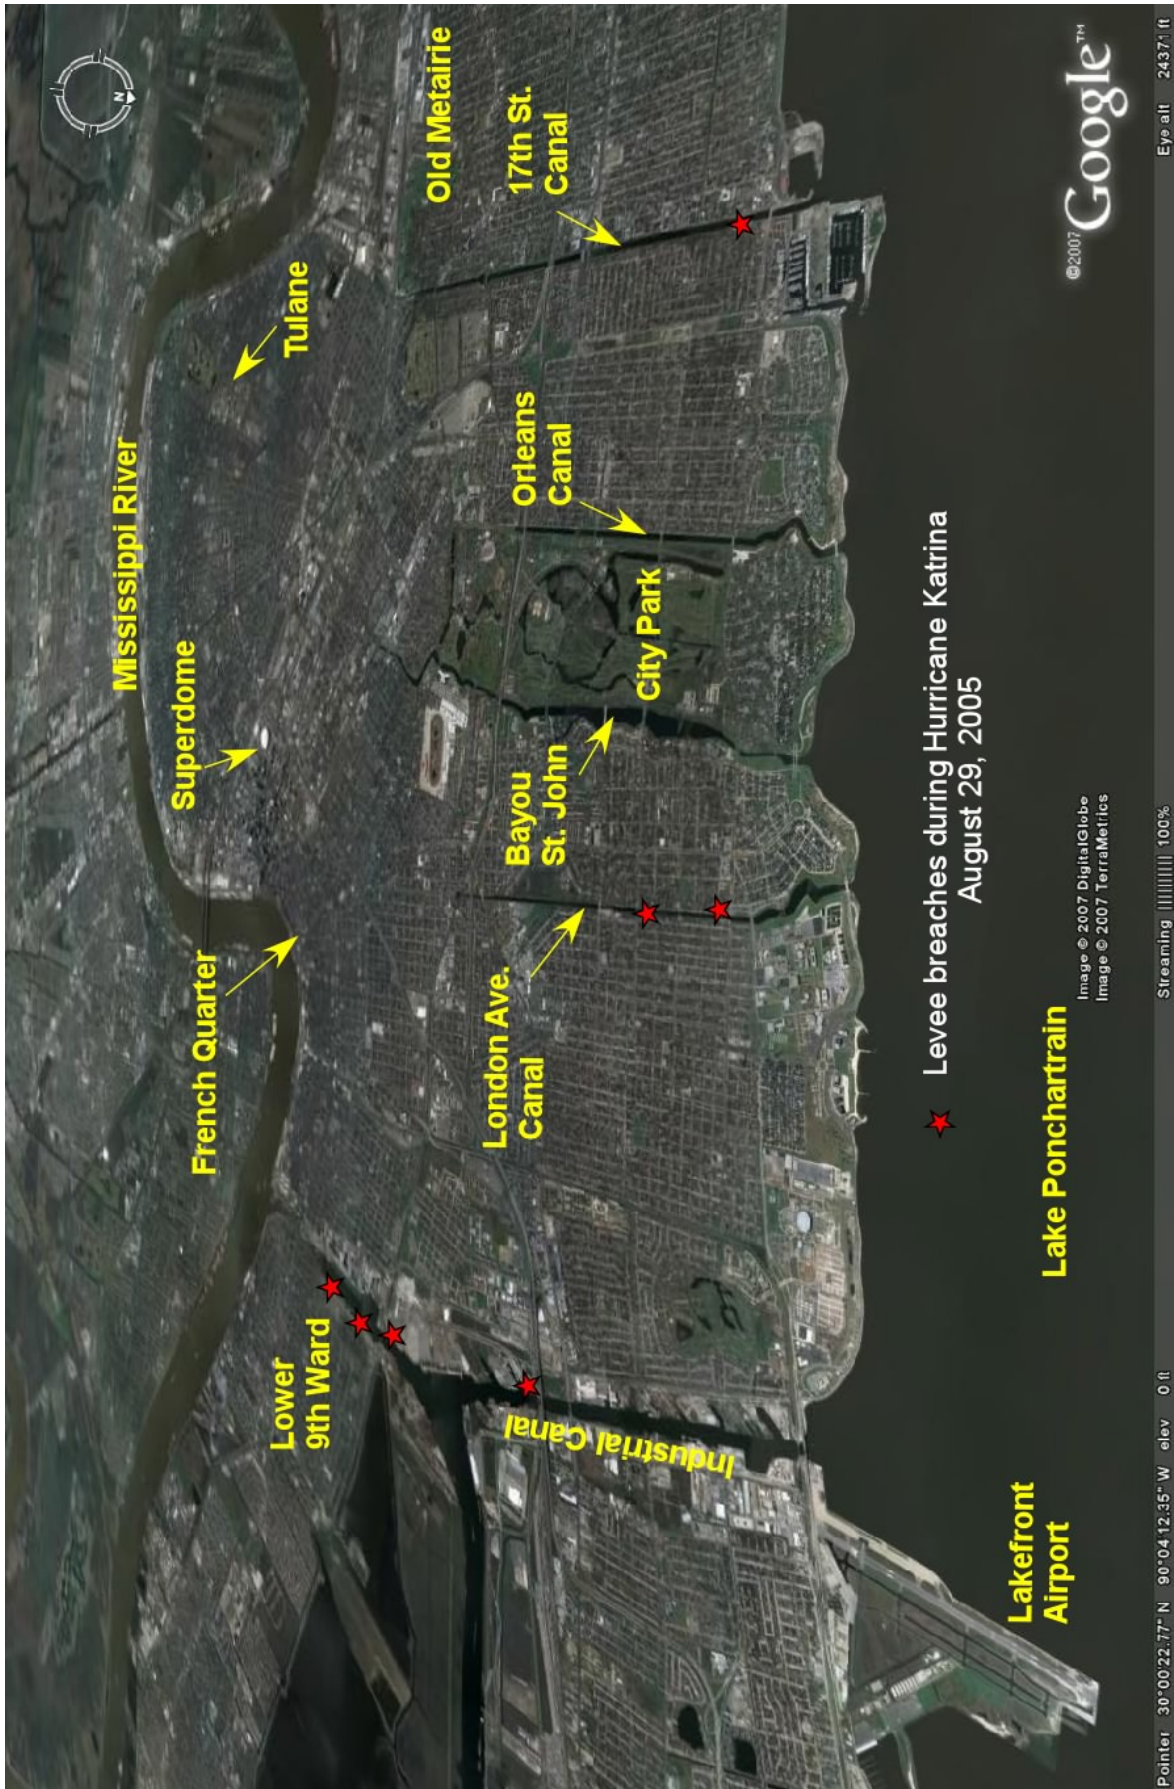 N
Mississippi River
Superdome
French Quarter
Tulane
Old Metairie
17th St.
Canal
Orleans
Canal
City Park
Bayou
St. John
London Ave.
Canal
Lower
9th Ward
Industrial Canal
Levee breaches during Hurricane Katrina
August 29, 2005
Lake Ponchartrain
Lakefront
Airport
Image © 2007 DigitalGlobe
Image © 2007 TerraMetrics
©2007 Google™
Pointer 30°00'22.77" N 90°04'12.35" W elev 0 ft Streaming |||||||||| 100% Eye alt 24371 ft